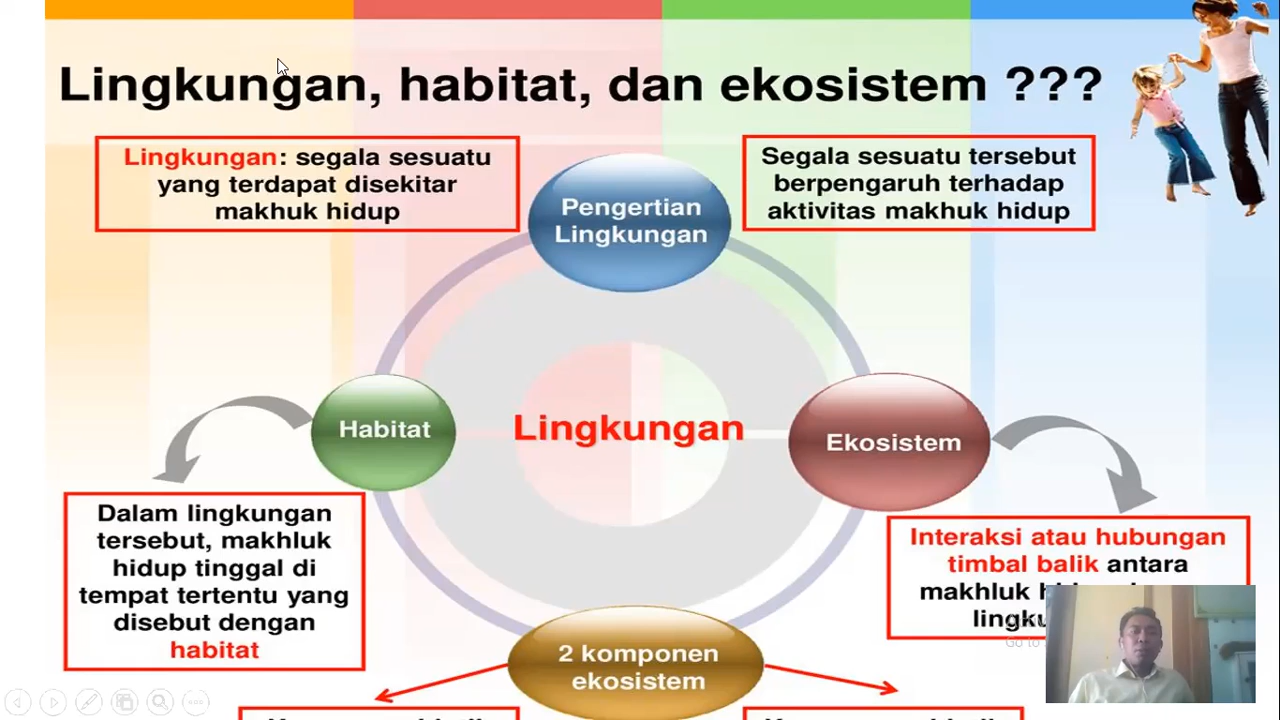 Lingkungan, habitat, dan ekosistem ???
Lingkungan: segala sesuatu
yang terdapat disekitar
makhuk hidup
Segala sesuatu tersebut
berpengaruh terhadap
aktivitas makhuk hidup
Pengertian
Lingkungan
Habitat
Lingkungan
Ekosistem
Dalam lingkungan
tersebut, makhluk
hidup tinggal di
tempat tertentu yang
disebut dengan
habitat
Interaksi atau hubungan
timbal balik antara
makhluk
Go to
2 komponen
ekosistem